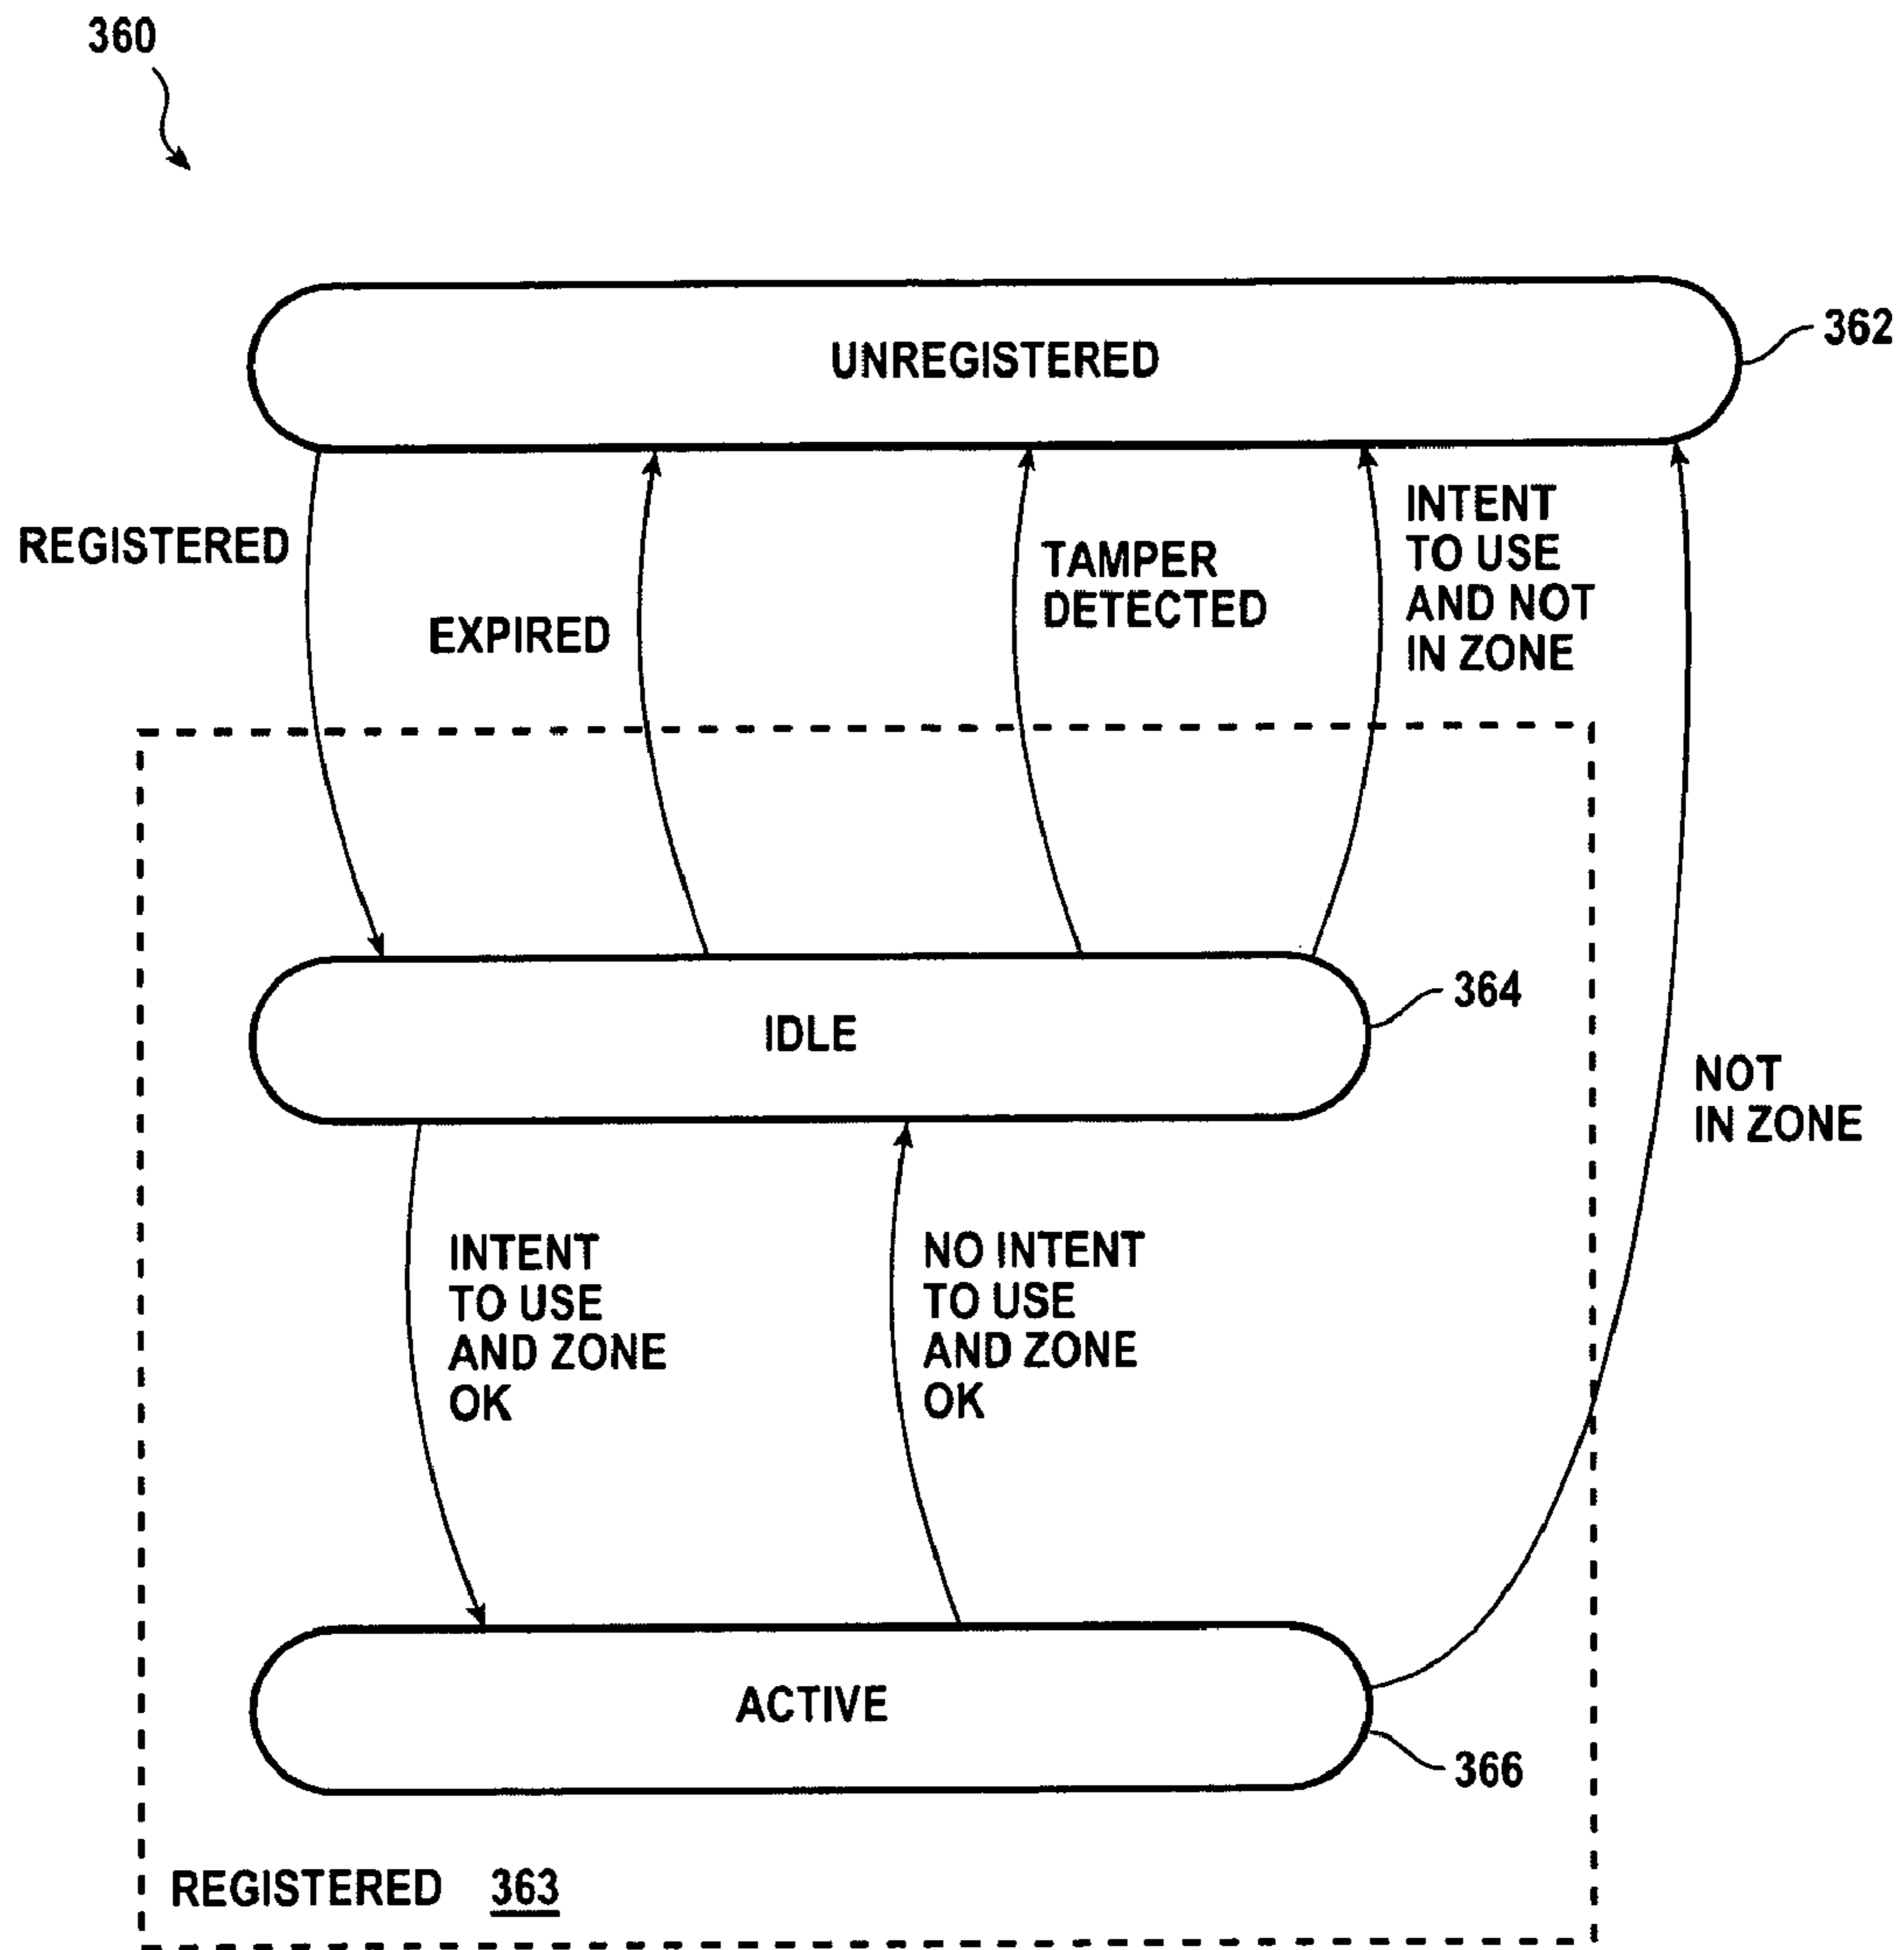 360
UNREGISTERED
362
REGISTERED
EXPIRED
TAMPER
DETECTED
INTENT
TO USE
AND NOT
IN ZONE
IDLE
364
NOT
IN ZONE
INTENT
TO USE
AND ZONE
OK
NO INTENT
TO USE
AND ZONE
OK
ACTIVE
366
REGISTERED 363